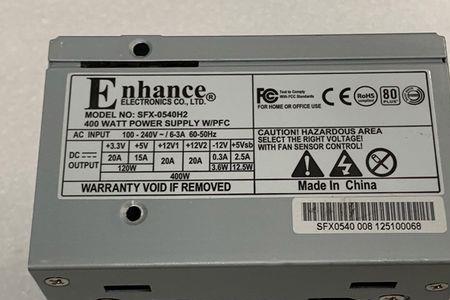 Enhance®
ELECTRONICS CO., LTD.
MODEL NO: SFX-0540H2
400 WATT POWER SUPPLY W/PFC
AC INPUT 100 - 240V~ / 6-3A 60-50Hz
DC OUTPUT +3.3V +5V +12V1 +12V2 -12V +5Vsb
20A 15A 20A 20A 0.3A 2.5A
120W 3.6W 12.5W
400W
WARRANTY VOID IF REMOVED
FC Tests to Comply With FCC Standards
FOR HOME OR OFFICE USE
CE
RoHS
80 PLUS
CAUTION! HAZARDOUS AREA
SELECT THE RIGHT VOLTAGE!
WITH FAN SENSOR CONTROL!
Made In China
SFX0540 008 125100068